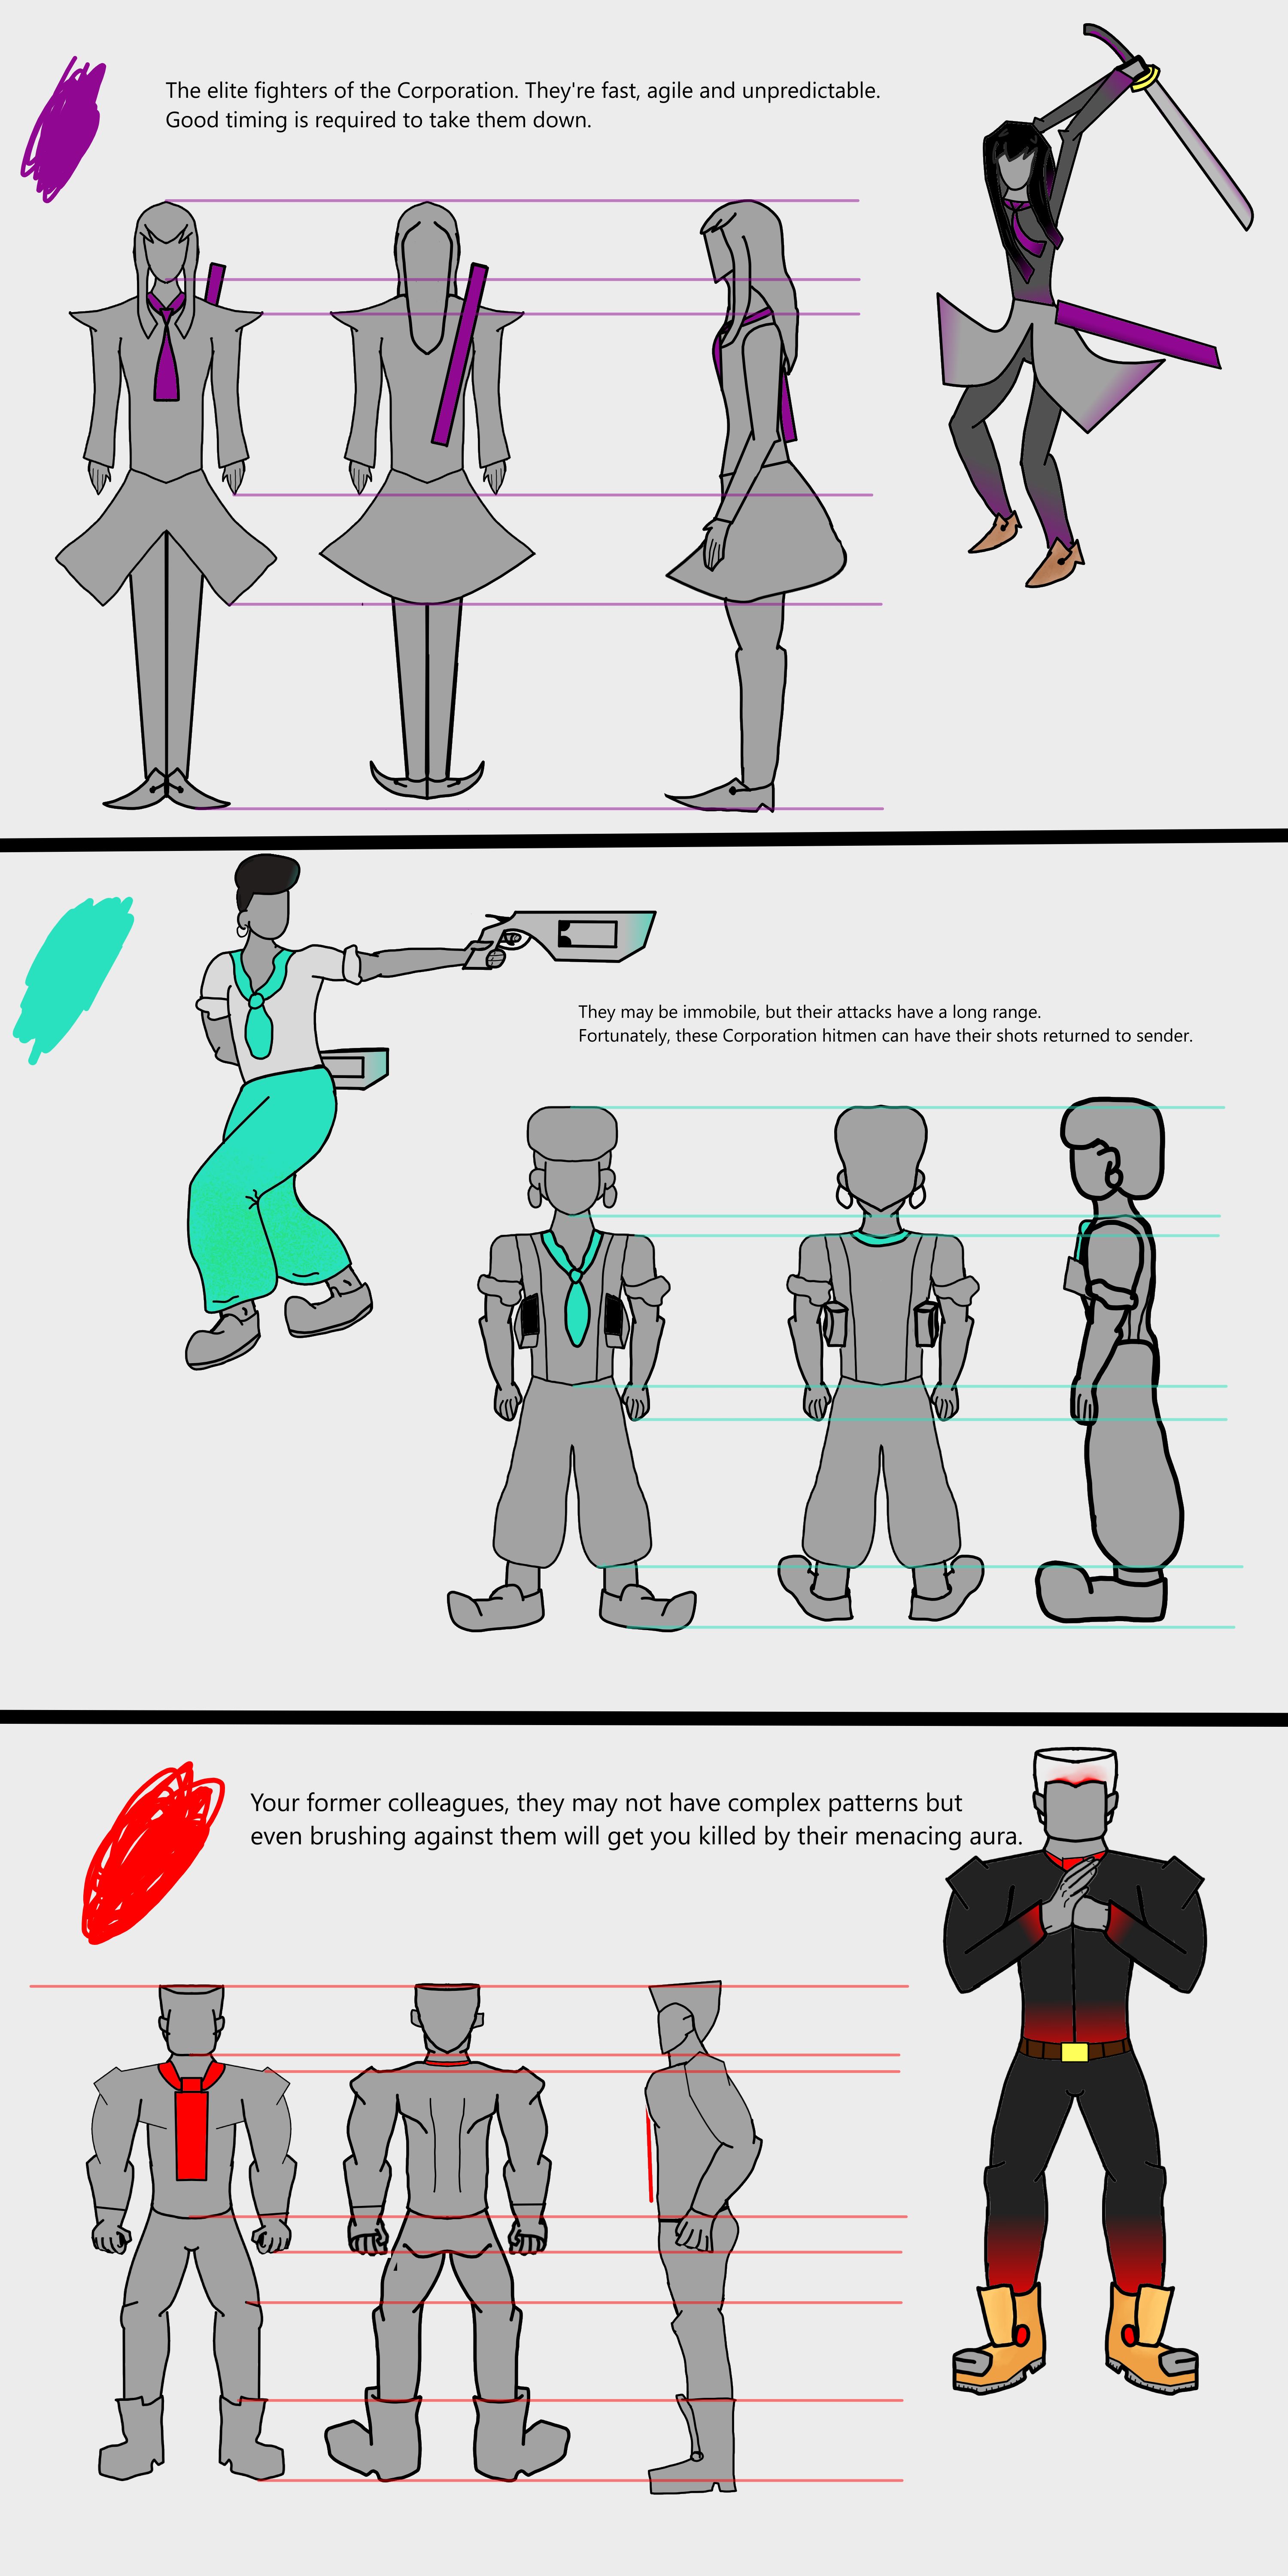 The elite fighters of the Corporation. They're fast, agile and unpredictable.
Good timing is required to take them down.
They may be immobile, but their attacks have a long range.
Fortunately, these Corporation hitmen can have their shots returned to sender.
Your former colleagues, they may not have complex patterns but
even brushing against them will get you killed by their menacing aura.